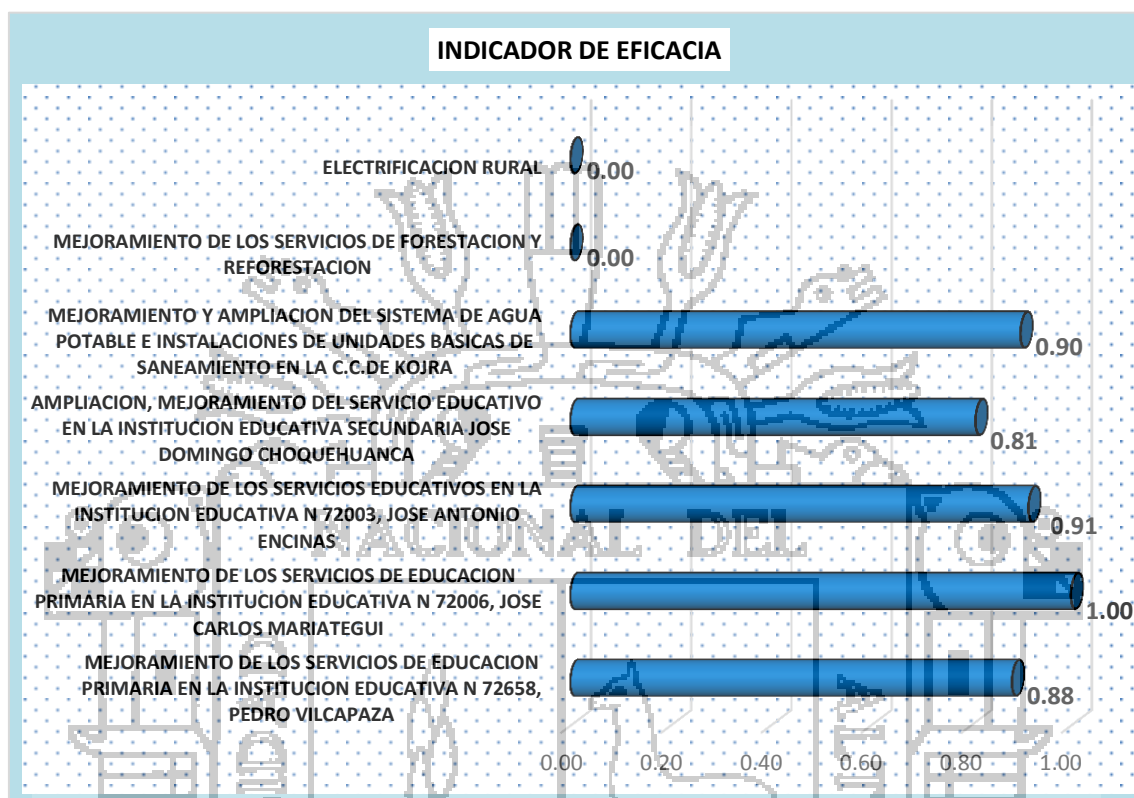 INDICADOR DE EFICACIA
ELECTRIFICACION RURAL
0.00
MEJORAMIENTO DE LOS SERVICIOS DE FORESTACION Y
REFORESTACION
0.00
MEJORAMIENTO Y AMPLIACION DEL SISTEMA DE AGUA
POTABLE E INSTALACIONES DE UNIDADES BASICAS DE
SANEAMIENTO EN LA C.C.DE KOJRA
0.90
AMPLIACION, MEJORAMIENTO DEL SERVICIO EDUCATIVO
EN LA INSTITUCION EDUCATIVA SECUNDARIA JOSE
DOMINGO CHOQUEHUANCA
0.81
MEJORAMIENTO DE LOS SERVICIOS EDUCATIVOS EN LA
INSTITUCION EDUCATIVA N 72003, JOSE ANTONIO
ENCINAS
0.91
NACIONAL DEL
MEJORAMIENTO DE LOS SERVICIOS DE EDUCACION
PRIMARIA EN LA INSTITUCION EDUCATIVA N 72006, JOSE
CARLOS MARIATEGUI
1.00
MEJORAMIENTO DE LOS SERVICIOS DE EDUCACION
PRIMARIA EN LA INSTITUCION EDUCATIVA N 72658,
PEDRO VILCAPAZA
0.88
0.00 0.20 0.40 0.60 0.80 1.00